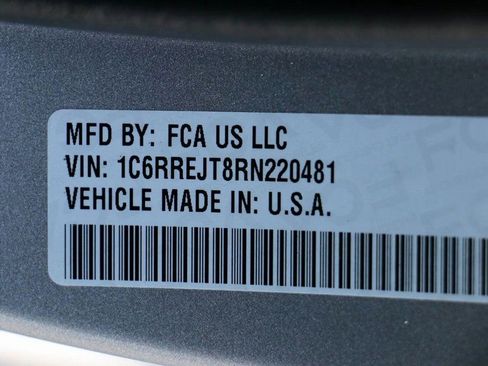 MFD BY: FCA US LLC
VIN: 1C6RREJT8RN220481
VEHICLE MADE IN: U.S.A.